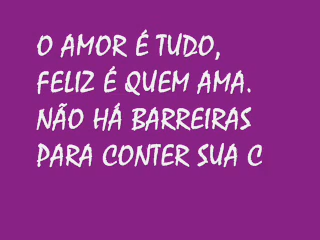 O AMOR É TUDO,
FELIZ É QUEM AMA.
NÃO HÁ BARREIRAS
PARA CONTER SUA C